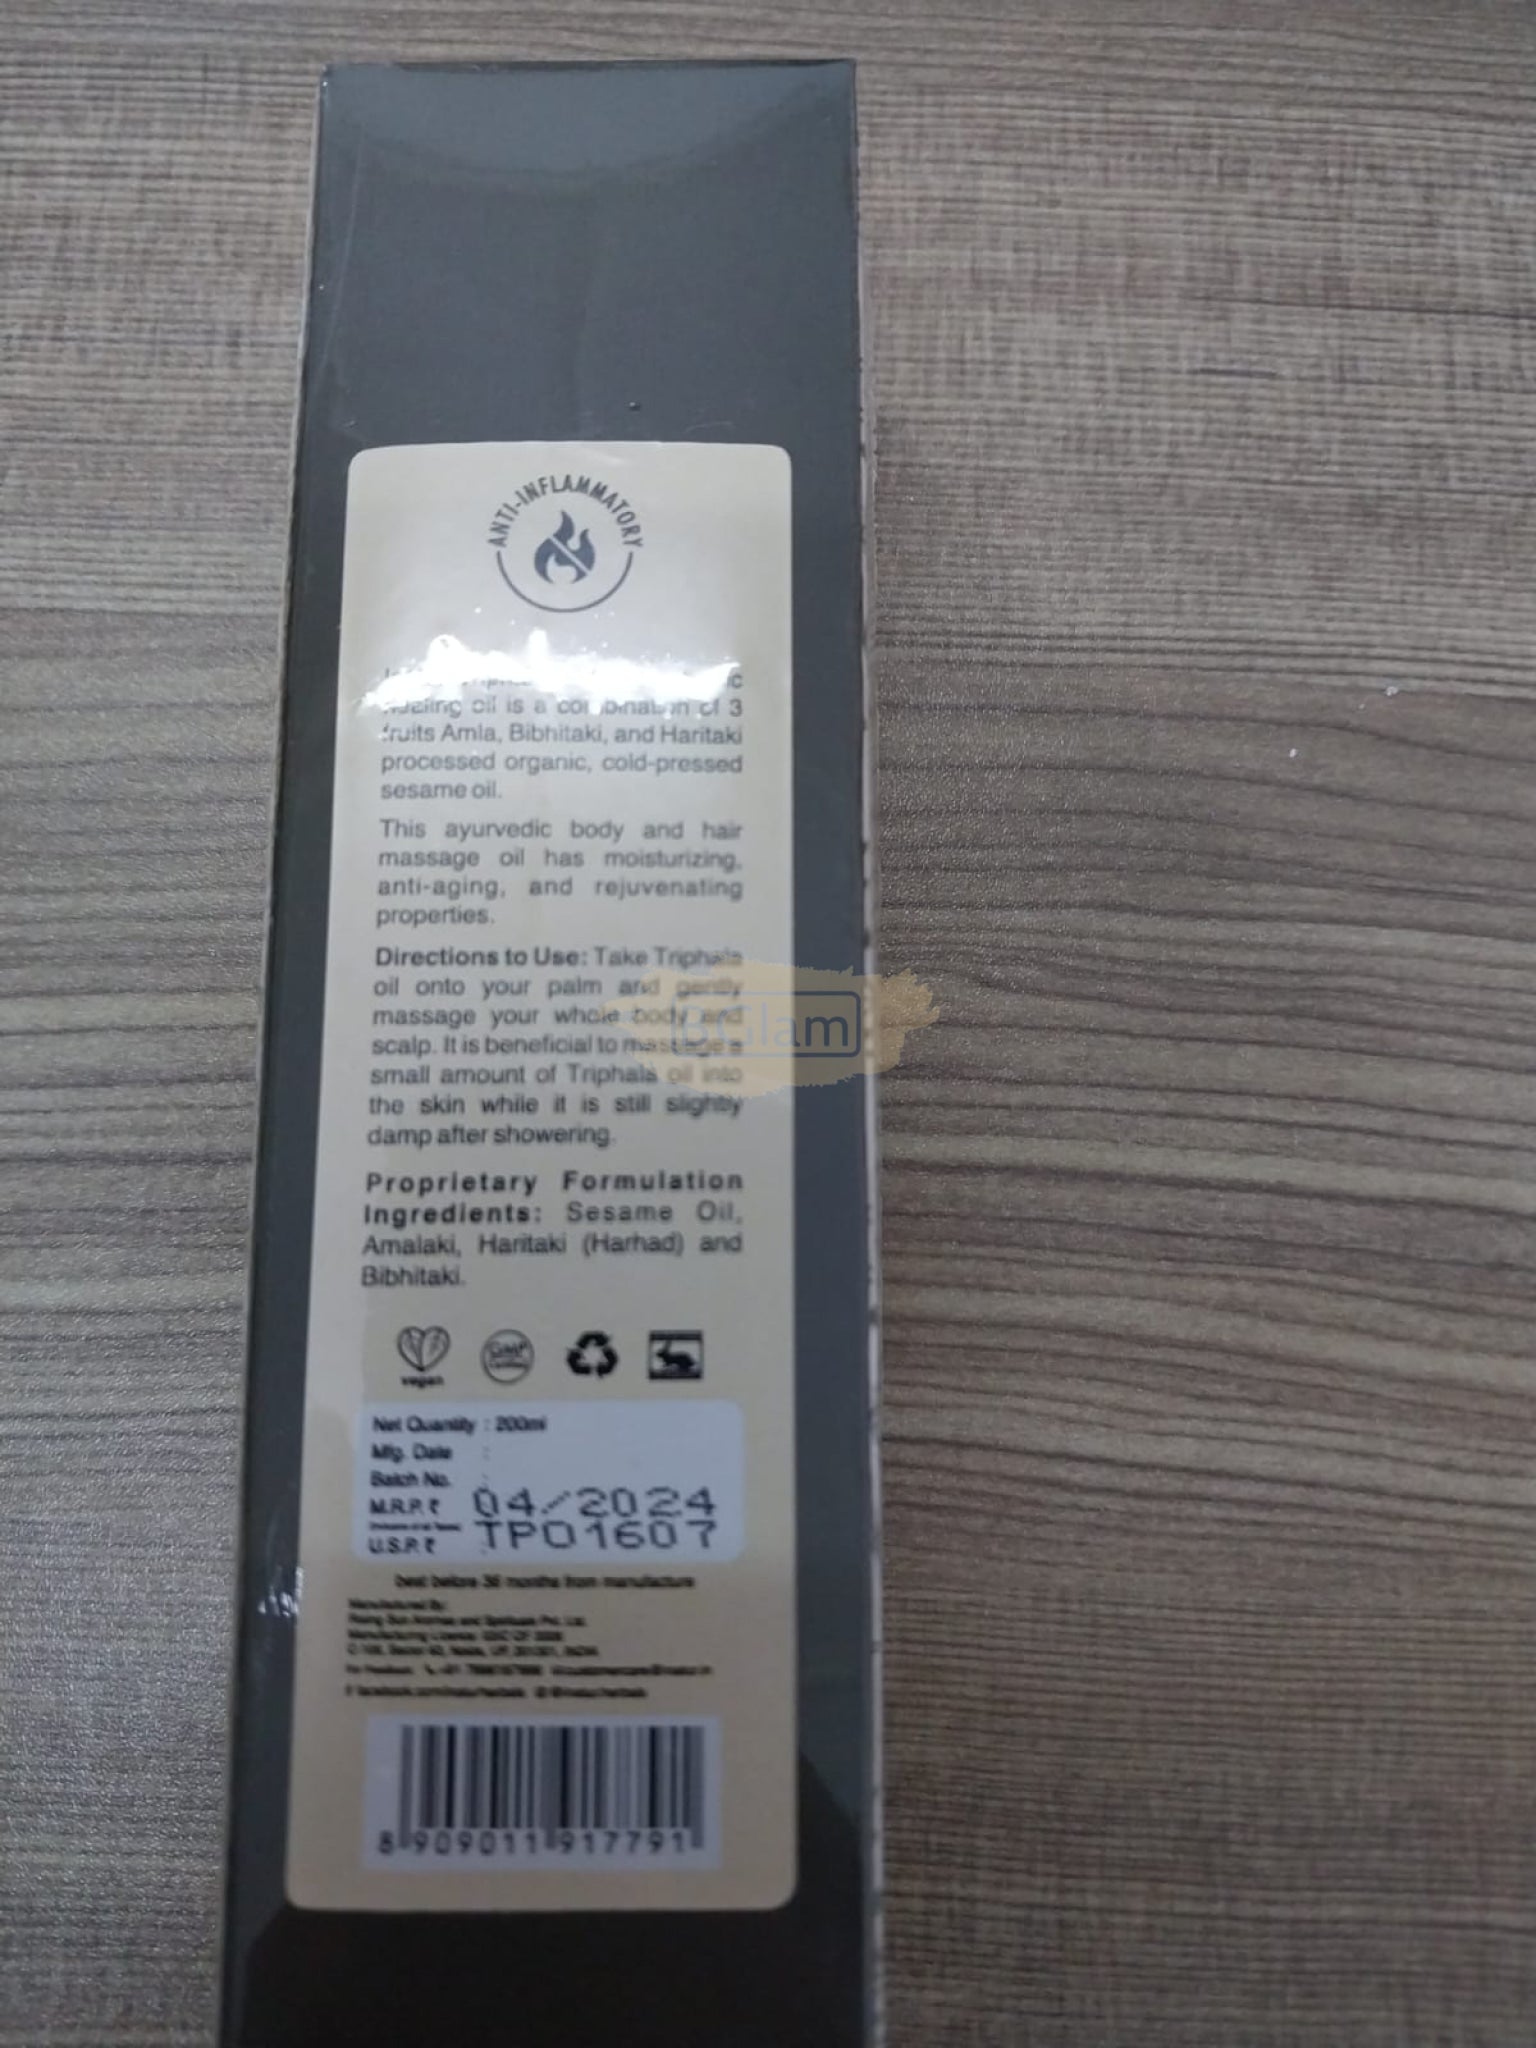 ANTI-INFLAMMATORY
oil is a combination of 3
fruits Amla, Bibhitaki, and Haritaki
processed organic, cold-pressed
sesame oil.
This ayurvedic body and hair
massage oil has moisturizing,
anti-aging, and rejuvenating
properties.
Directions to Use: Take Triphala
oil onto your palm and gently
massage your whole body and
scalp. It is beneficial to massage a
small amount of Triphala oil into
the skin while it is still slightly
damp after showering.
BGlam
Proprietary Formulation
Ingredients: Sesame Oil,
Amalaki, Haritaki (Harhad) and
Bibhitaki.
vegan
GMP
Net Quantity : 200ml
Mfg. Date :
Batch No. :
M.R.P. ₹ 04/2024
U.S.P. ₹ : TP01607
best before 36 months from manufacture
Manufactured By:
8 909011 917791